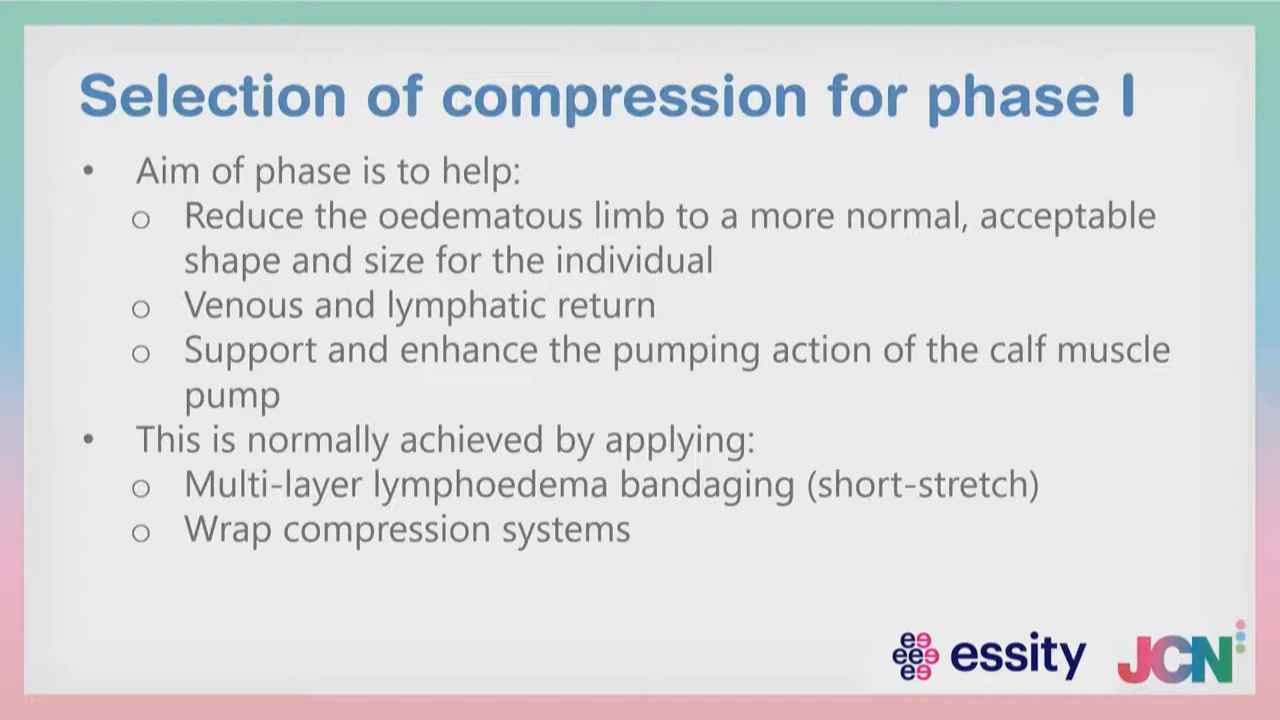 Selection of compression for phase I
• Aim of phase is to help:
o Reduce the oedematous limb to a more normal, acceptable
shape and size for the individual
o Venous and lymphatic return
o Support and enhance the pumping action of the calf muscle
pump
• This is normally achieved by applying:
o Multi-layer lymphoedema bandaging (short-stretch)
o Wrap compression systems
essity JCN